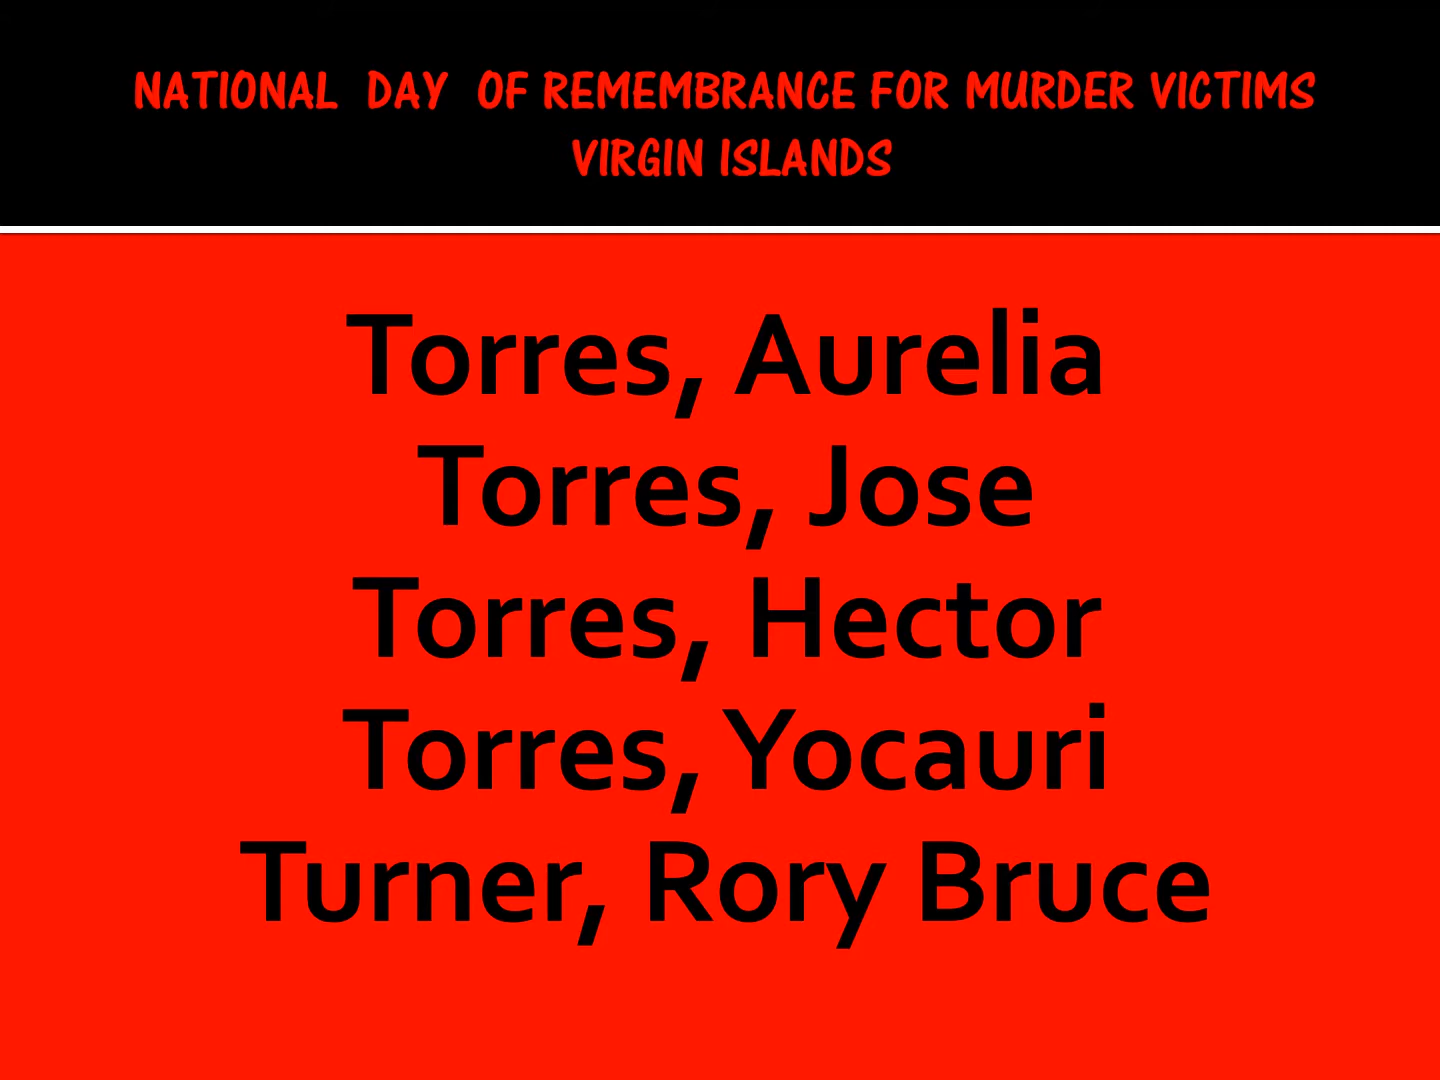 NATIONAL DAY OF REMEMBRANCE FOR MURDER VICTIMS
VIRGIN ISLANDS
Torres, Aurelia
Torres, Jose
Torres, Hector
Torres, Yocauri
Turner, Rory Bruce